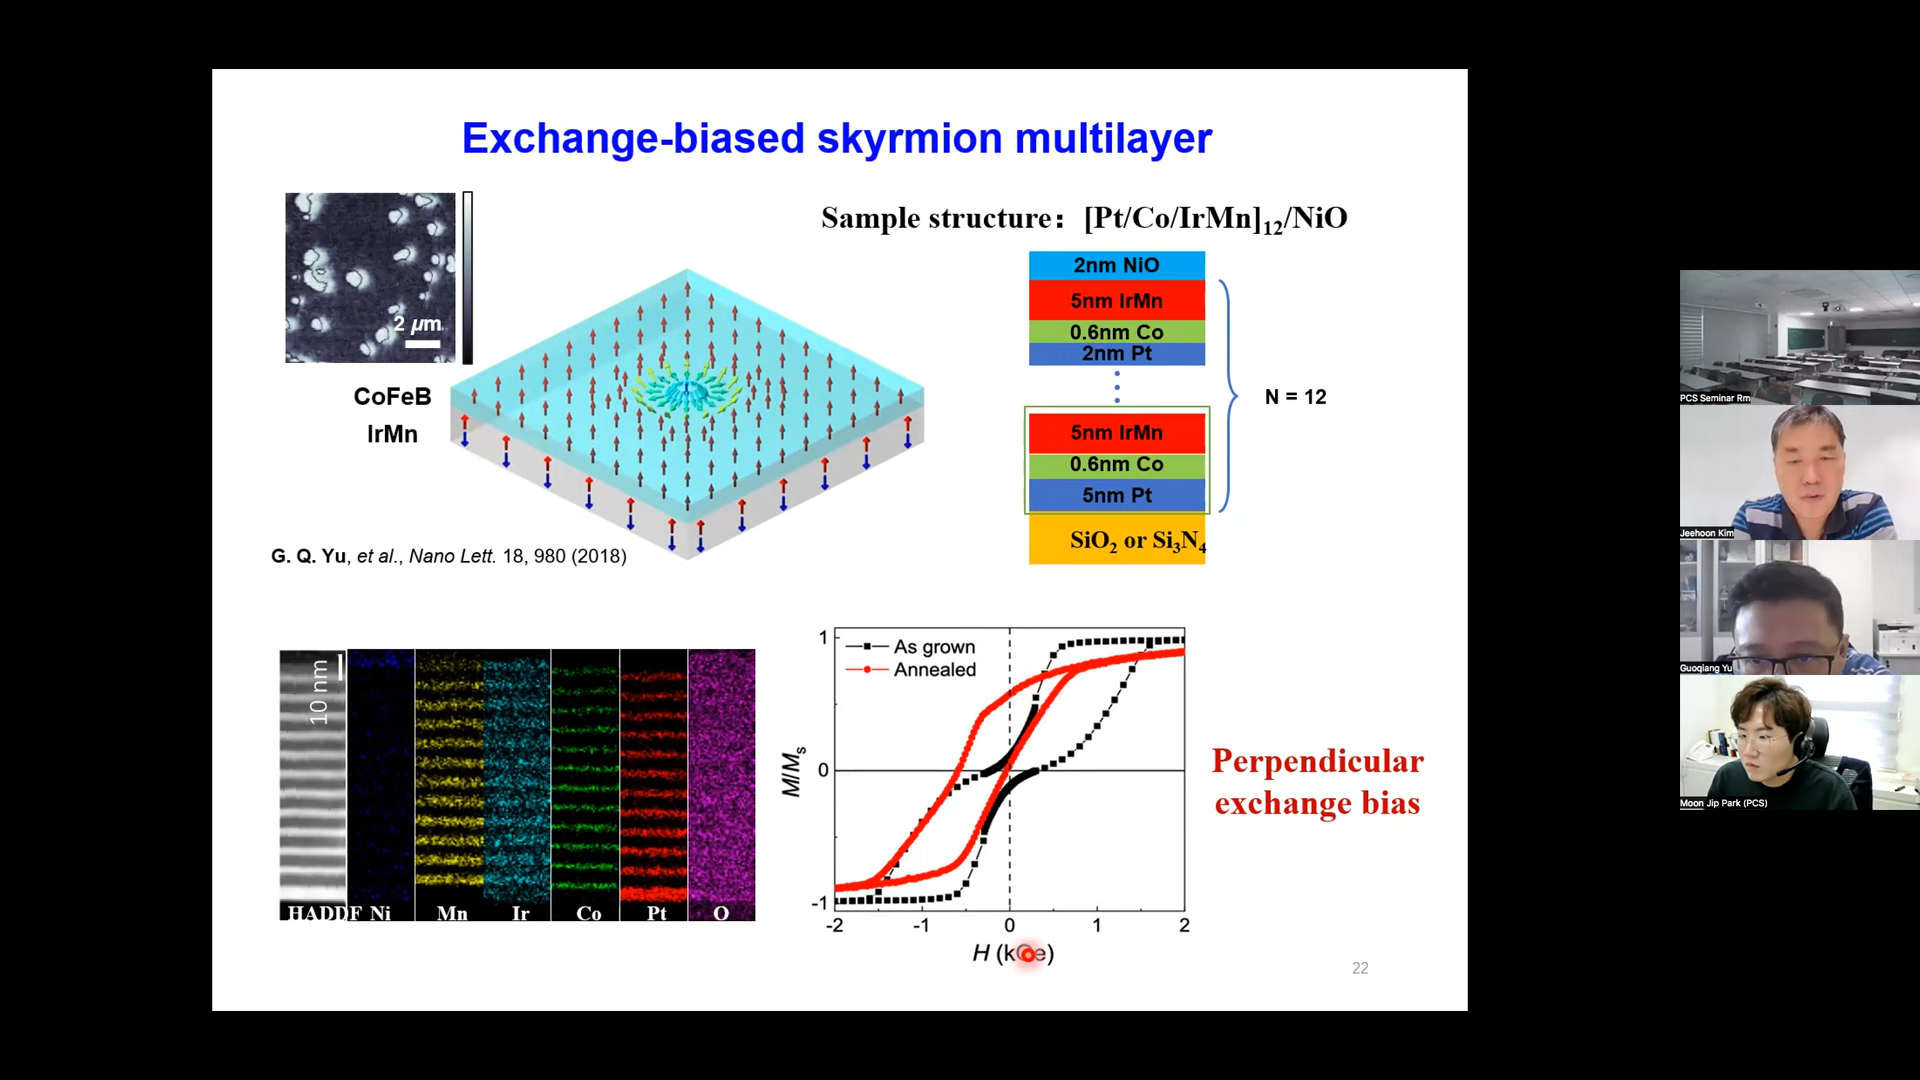 Exchange-biased skyrmion multilayer
2 μm
CoFeB
IrMn
G. Q. Yu, et al., Nano Lett. 18, 980 (2018)
Sample structure: [Pt/Co/IrMn]12/NiO
2nm NiO
5nm IrMn
0.6nm Co
2nm Pt
N = 12
5nm IrMn
0.6nm Co
5nm Pt
SiO2 or Si3N4
10 nm
HADDF Ni Mn Ir Co Pt O
As grown
Annealed
M/Ms
1
0
-1
-2 -1 0 1 2
H (kOe)
Perpendicular
exchange bias
22
PCS Seminar Rm
Jeehoon Kim
Guoqiang Yu
Moon Jip Park (PCS)